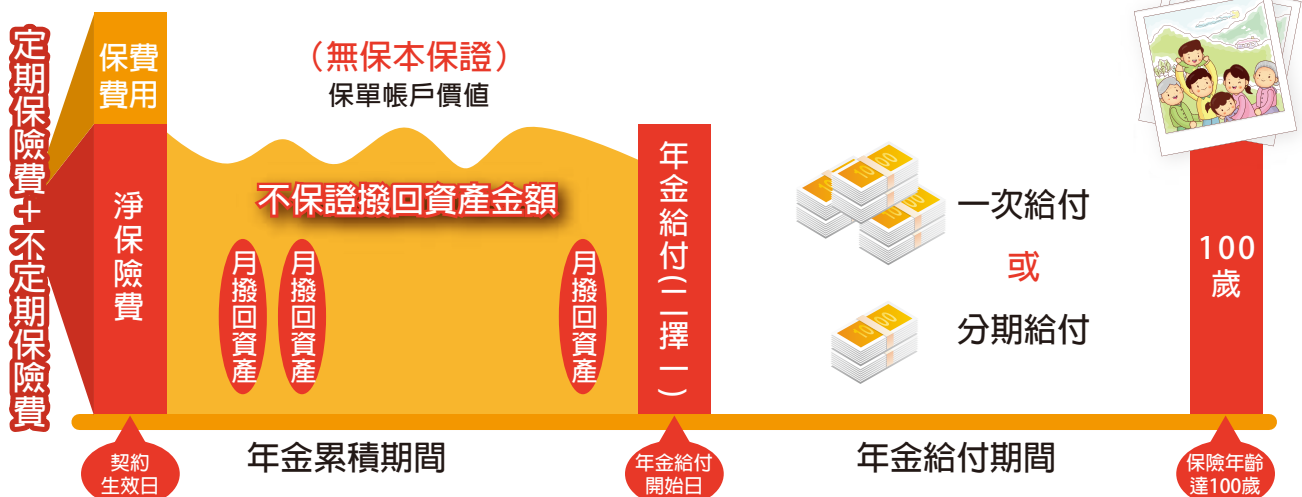 定期保險費＋不定期保險費
保費
費用
淨保險費
（無保本保證）
保單帳戶價值
不保證撥回資產金額
月撥回資產
月撥回資產
月撥回資產
年金給付(二擇一)
1000
1000
一次給付
或
分期給付
1000
100
歲
契約
生效日
年金累積期間
年金給付
開始日
年金給付期間
保險年齡
達100歲